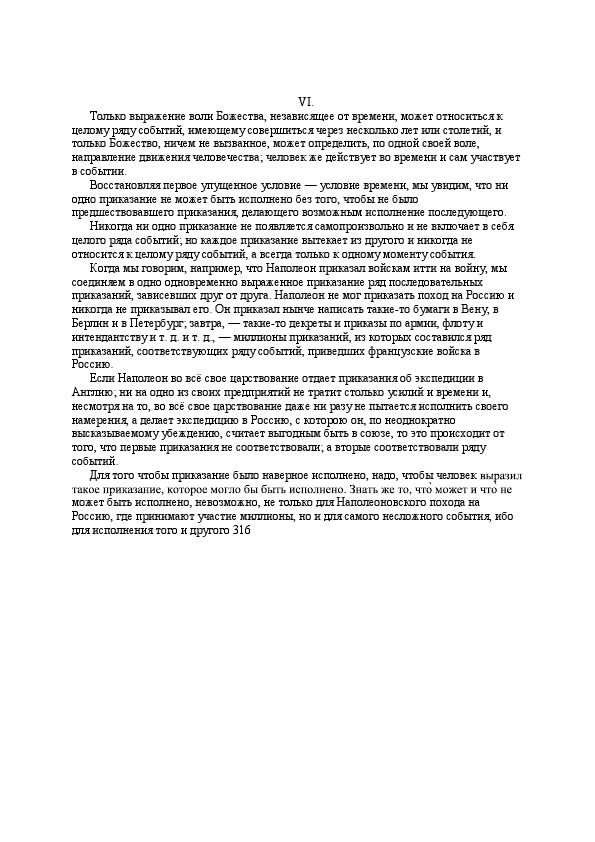 VI.
Только выражение воли Божества, независящее от времени, может относиться к
целому ряду событий, имеющему совершиться через несколько лет или столетий, и
только Божество, ничем не вызванное, может определить, по одной своей воле,
направление движения человечества; человек же действует во времени и сам участвует
в событии.
Восстановляя первое упущенное условие — условие времени, мы увидим, что ни
одно приказание не может быть исполнено без того, чтобы не было
предшествовавшего приказания, делающего возможным исполнение последующего.
Никогда ни одно приказание не появляется самопроизвольно и не включает в себя
целого ряда событий; но каждое приказание вытекает из другого и никогда не
относится к целому ряду событий, а всегда только к одному моменту события.
Когда мы говорим, например, что Наполеон приказал войскам итти на войну, мы
соединяем в одно одновременно выраженное приказание ряд последовательных
приказаний, зависевших друг от друга. Наполеон не мог приказать поход на Россию и
никогда не приказывал его. Он приказал нынче написать такие-то бумаги в Вену, в
Берлин и в Петербург; завтра, — такие-то декреты и приказы по армии, флоту и
интендантству и т. д. и т. д., — миллионы приказаний, из которых составился ряд
приказаний, соответствующих ряду событий, приведших французские войска в
Россию.
Если Наполеон во всё свое царствование отдает приказания об экспедиции в
Англию; ни на одно из своих предприятий не тратит столько усилий и времени и,
несмотря на то, во всё свое царствование даже ни разу не пытается исполнить своего
намерения, а делает экспедицию в Россию, с которою он, по неоднократно
высказываемому убеждению, считает выгодным быть в союзе, то это происходит от
того, что первые приказания не соответствовали; а вторые соответствовали ряду
событий.
Для того чтобы приказание было наверное исполнено, надо, чтобы человек выразил
такое приказание, которое могло бы быть исполнено. Знать же то, что̀ может и что̀ не
может быть исполнено, невозможно, не только для Наполеоновского похода на
Россию, где принимают участие миллионы, но и для самого несложного события, ибо
для исполнения того и другого 316